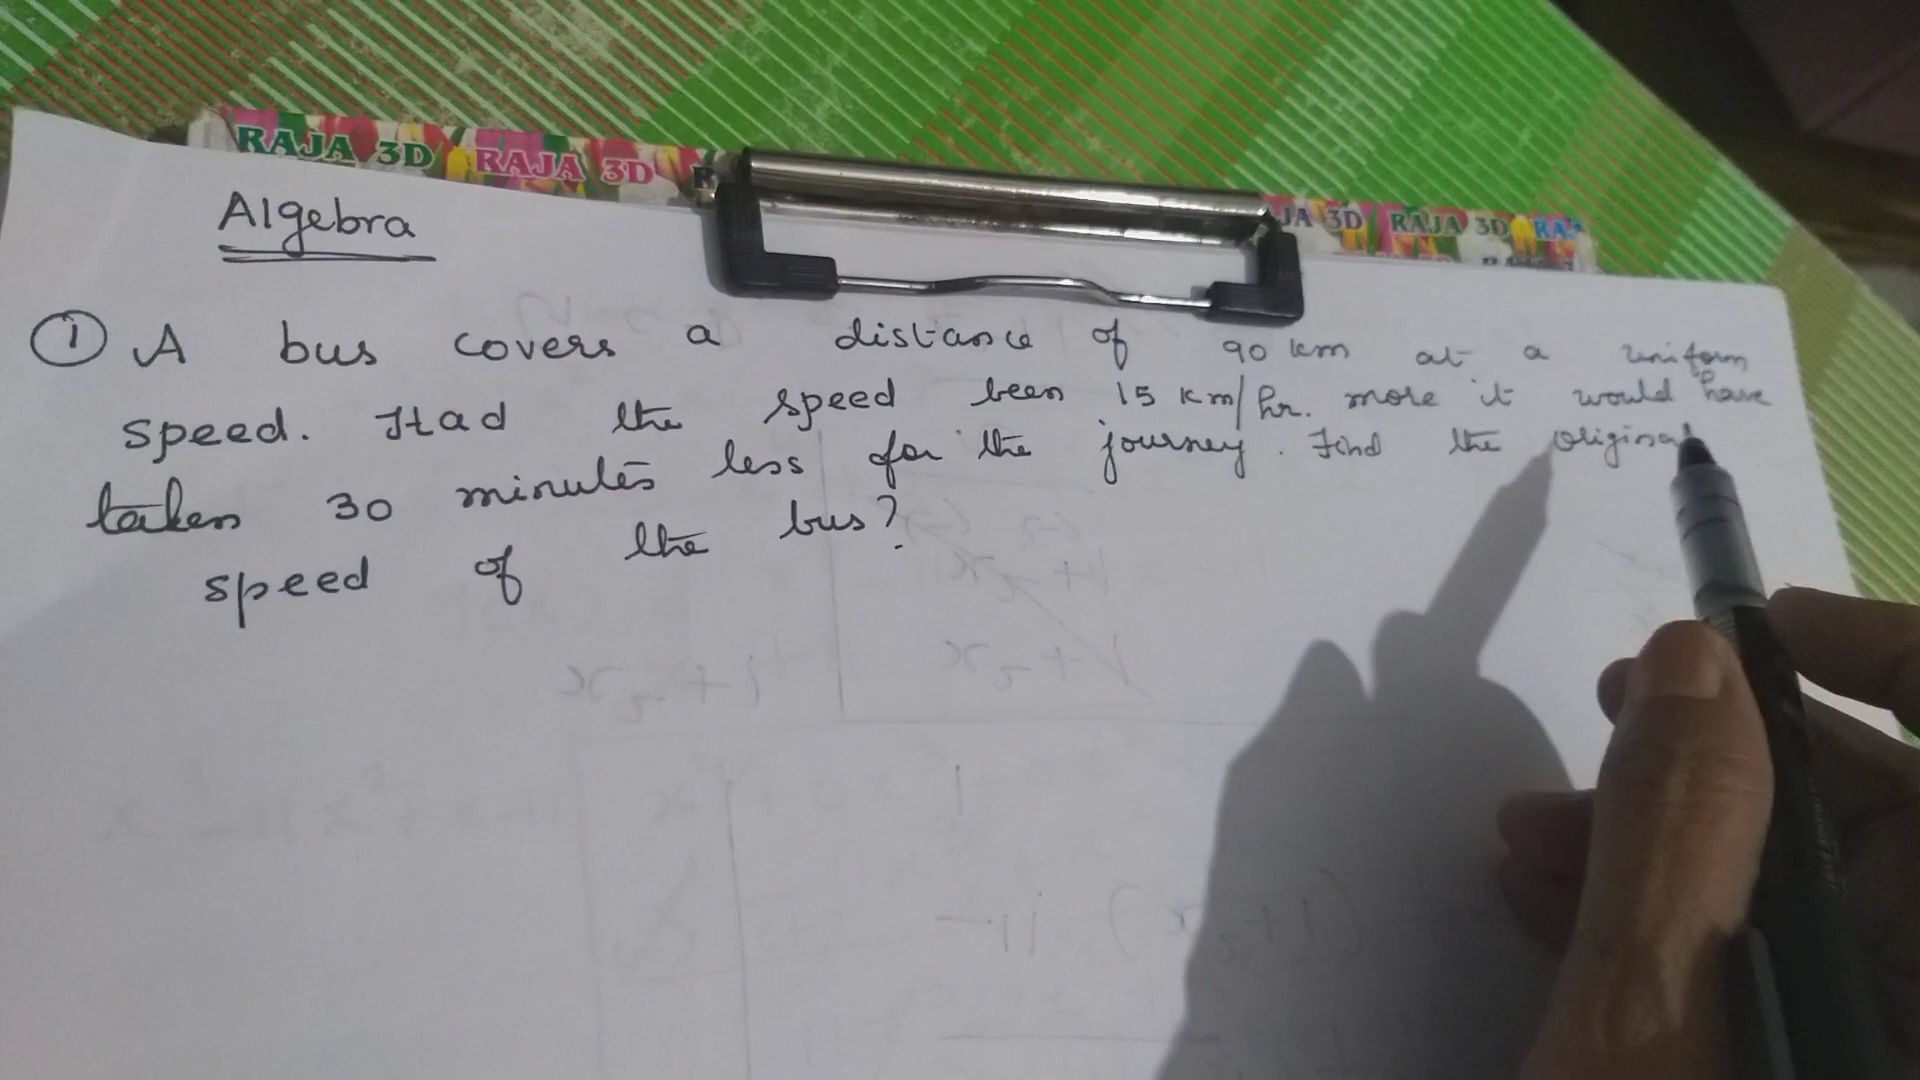 RAJA 3D RAJA 3D
JA 3D RAJA 3D RA
Algebra
① A bus covers a distance of 90 km at a uniform
speed. Had the speed been 15 km/hr. more it would have
taken 30 minutes less for the journey. Find the original
speed of the bus?